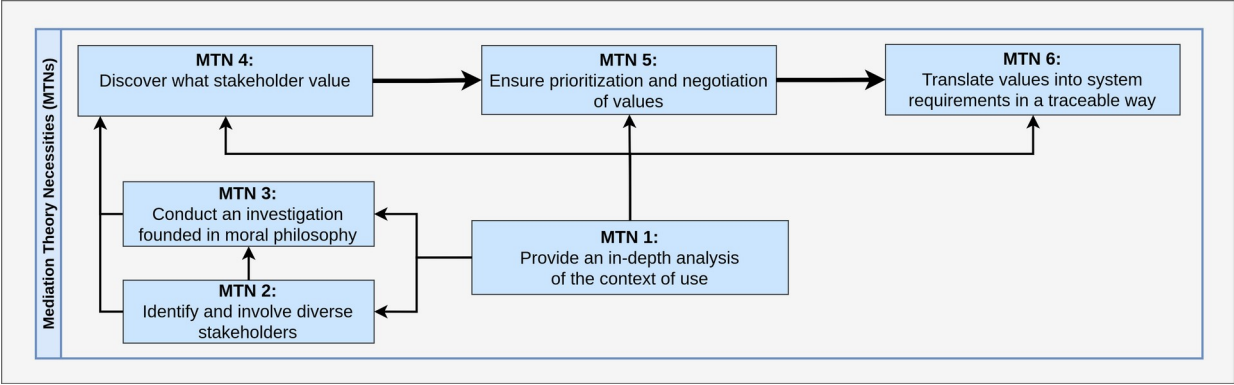 Mediation Theory Necessities (MTNs)
MTN 4:
Discover what stakeholder value
MTN 5:
Ensure prioritization and negotiation
of values
MTN 6:
Translate values into system
requirements in a traceable way
MTN 3:
Conduct an investigation
founded in moral philosophy
MTN 1:
Provide an in-depth analysis
of the context of use
MTN 2:
Identify and involve diverse
stakeholders